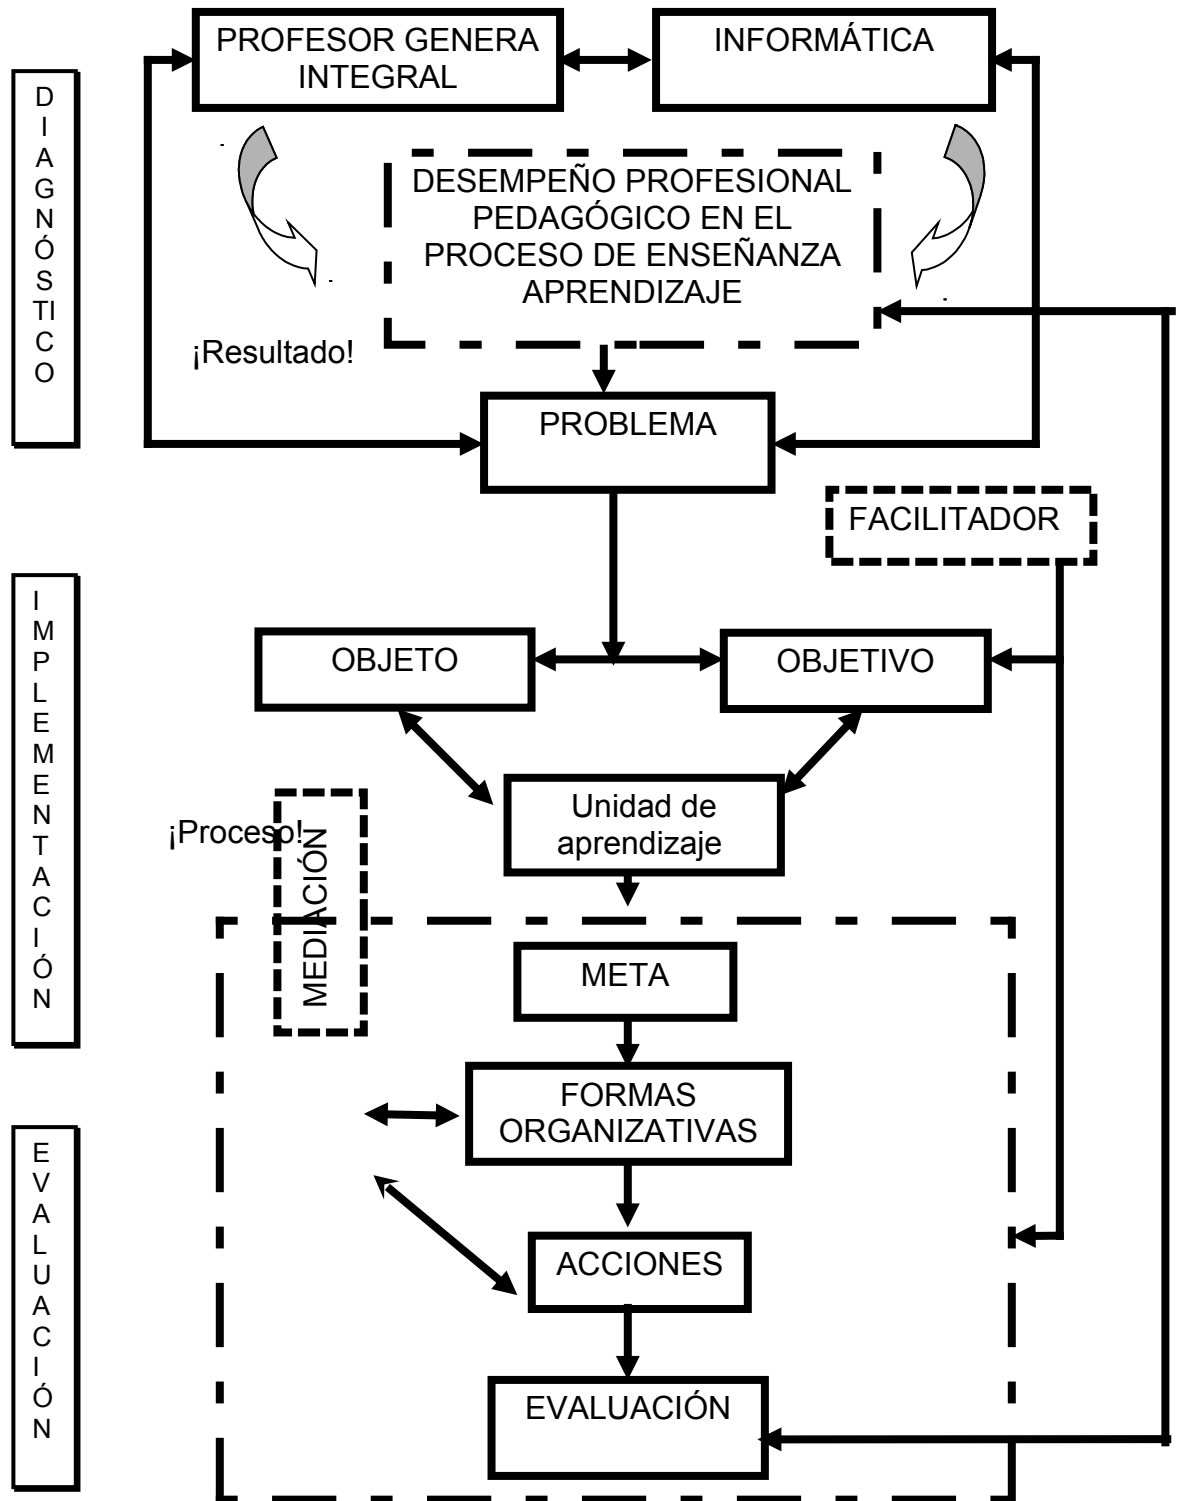 PROFESOR GENERA
INTEGRAL
INFORMÁTICA
D
I
A
G
N
Ó
S
TI
C
O
DESEMPEÑO PROFESIONAL
PEDAGÓGICO EN EL
PROCESO DE ENSEÑANZA
APRENDIZAJE
¡Resultado!
PROBLEMA
FACILITADOR
I
M
P
L
E
M
E
N
T
A
C
I
Ó
N
OBJETO
OBJETIVO
Unidad de
aprendizaje
¡Proceso!
MEDIACIÓN
META
FORMAS
ORGANIZATIVAS
E
V
A
L
U
A
C
I
Ó
N
ACCIONES
EVALUACIÓN